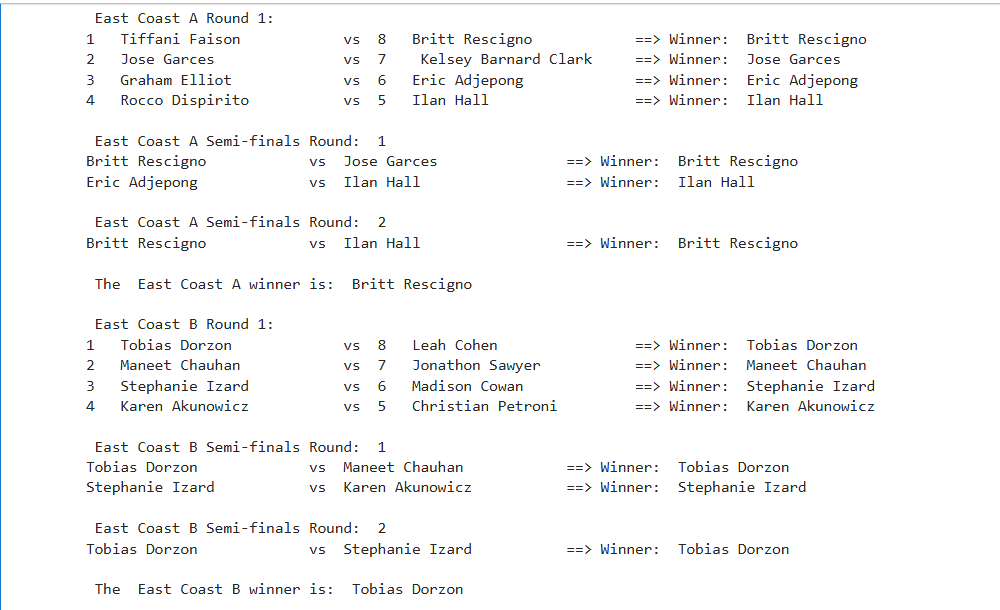 East Coast A Round 1:
1 Tiffani Faison vs 8 Britt Rescigno ==> Winner: Britt Rescigno
2 Jose Garces vs 7 Kelsey Barnard Clark ==> Winner: Jose Garces
3 Graham Elliot vs 6 Eric Adjepong ==> Winner: Eric Adjepong
4 Rocco Dispirito vs 5 Ilan Hall ==> Winner: Ilan Hall
East Coast A Semi-finals Round: 1
Britt Rescigno vs Jose Garces ==> Winner: Britt Rescigno
Eric Adjepong vs Ilan Hall ==> Winner: Ilan Hall
East Coast A Semi-finals Round: 2
Britt Rescigno vs Ilan Hall ==> Winner: Britt Rescigno
The East Coast A winner is: Britt Rescigno
East Coast B Round 1:
1 Tobias Dorzon vs 8 Leah Cohen ==> Winner: Tobias Dorzon
2 Maneet Chauhan vs 7 Jonathon Sawyer ==> Winner: Maneet Chauhan
3 Stephanie Izard vs 6 Madison Cowan ==> Winner: Stephanie Izard
4 Karen Akunowicz vs 5 Christian Petroni ==> Winner: Karen Akunowicz
East Coast B Semi-finals Round: 1
Tobias Dorzon vs Maneet Chauhan ==> Winner: Tobias Dorzon
Stephanie Izard vs Karen Akunowicz ==> Winner: Stephanie Izard
East Coast B Semi-finals Round: 2
Tobias Dorzon vs Stephanie Izard ==> Winner: Tobias Dorzon
The East Coast B winner is: Tobias Dorzon